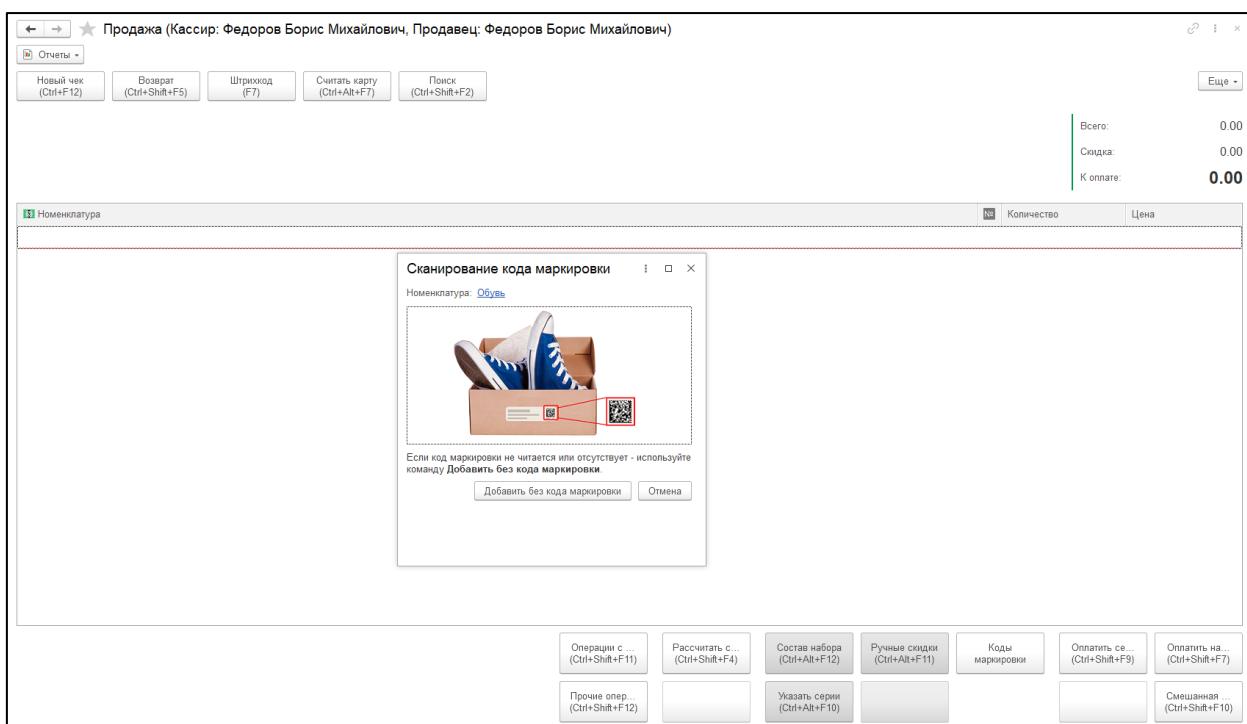 Продажа (Кассир: Федоров Борис Михайлович, Продавец: Федоров Борис Михайлович)
Отчеты
Новый чек (Ctrl+F12)
Возврат (Ctrl+Shift+F5)
Штрихкод (F7)
Считать карту (Ctrl+Alt+F7)
Поиск (Ctrl+Shift+F2)
Еще
Всего: 0.00
Скидка: 0.00
К оплате: 0.00
Номенклатура № Количество Цена
Сканирование кода маркировки
Номенклатура: Обувь
Если код маркировки не читается или отсутствует - используйте
команду Добавить без кода маркировки.
Добавить без кода маркировки Отмена
Операции с ... (Ctrl+Shift+F11)
Рассчитать с... (Ctrl+Shift+F4)
Состав набора (Ctrl+Alt+F12)
Ручные скидки (Ctrl+Alt+F11)
Коды маркировки
Оплатить се... (Ctrl+Shift+F9)
Оплатить на... (Ctrl+Shift+F7)
Прочие опер... (Ctrl+Shift+F12)
Указать серии (Ctrl+Alt+F10)
Смешанная ... (Ctrl+Shift+F10)